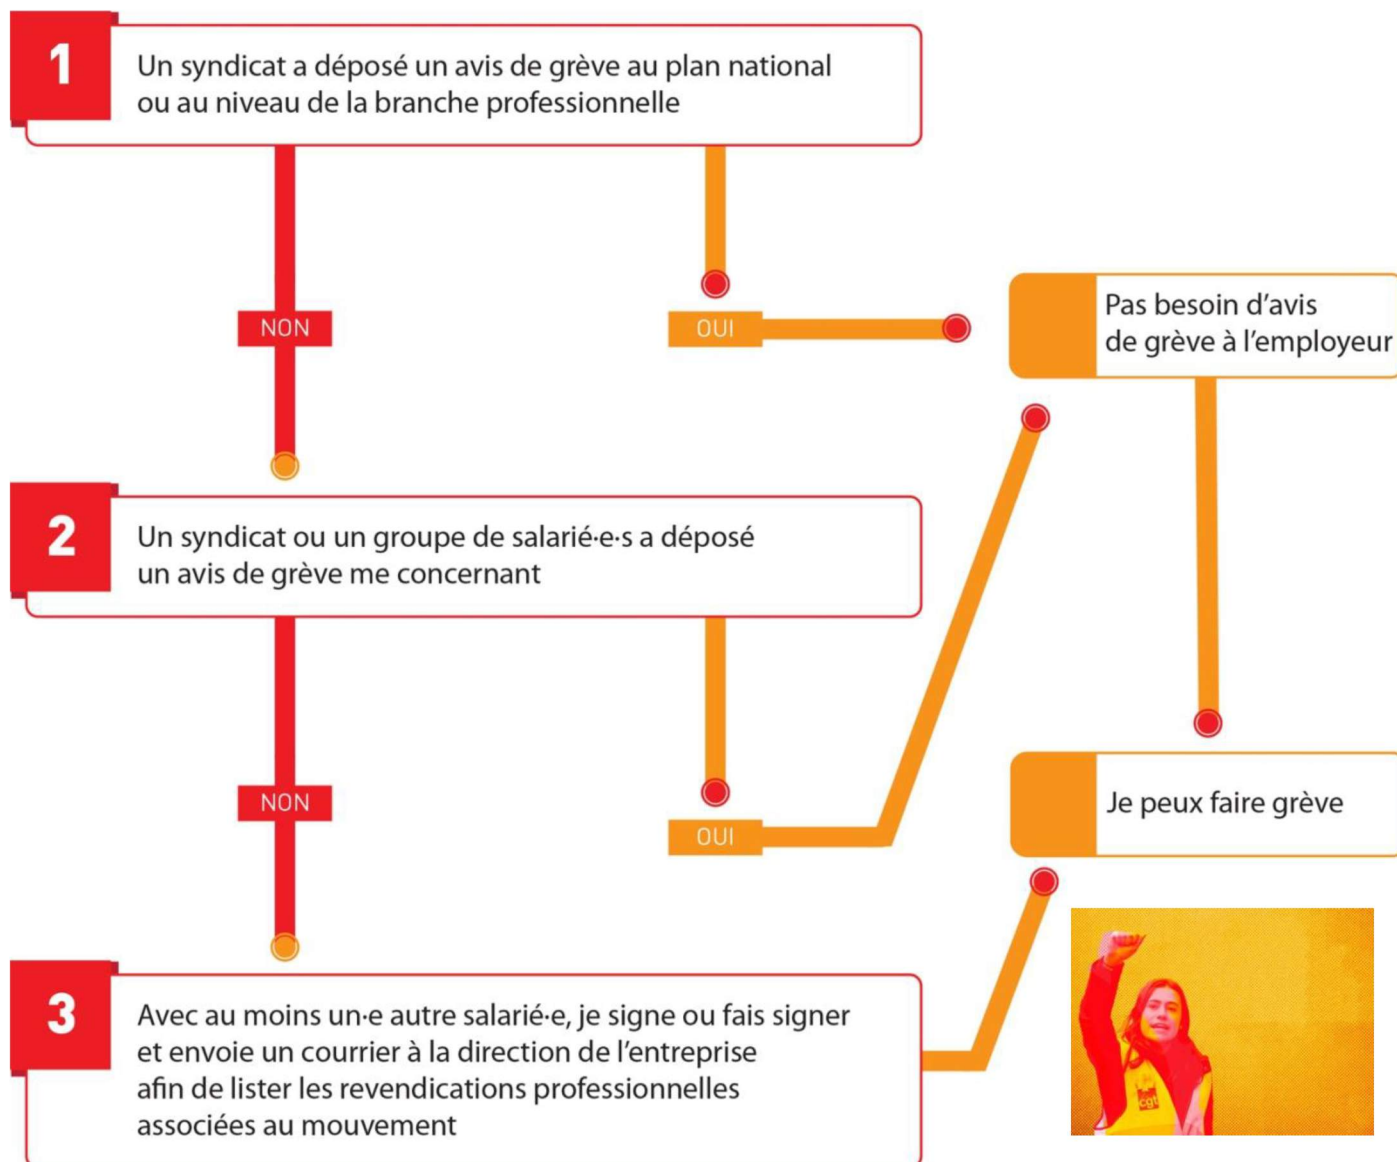 1
Un syndicat a déposé un avis de grève au plan national
ou au niveau de la branche professionnelle
NON
OUI
Pas besoin d’avis
de grève à l’employeur
2
Un syndicat ou un groupe de salarié·e·s a déposé
un avis de grève me concernant
NON
OUI
Je peux faire grève
3
Avec au moins un·e autre salarié·e, je signe ou fais signer
et envoie un courrier à la direction de l’entreprise
afin de lister les revendications professionnelles
associées au mouvement
cgt